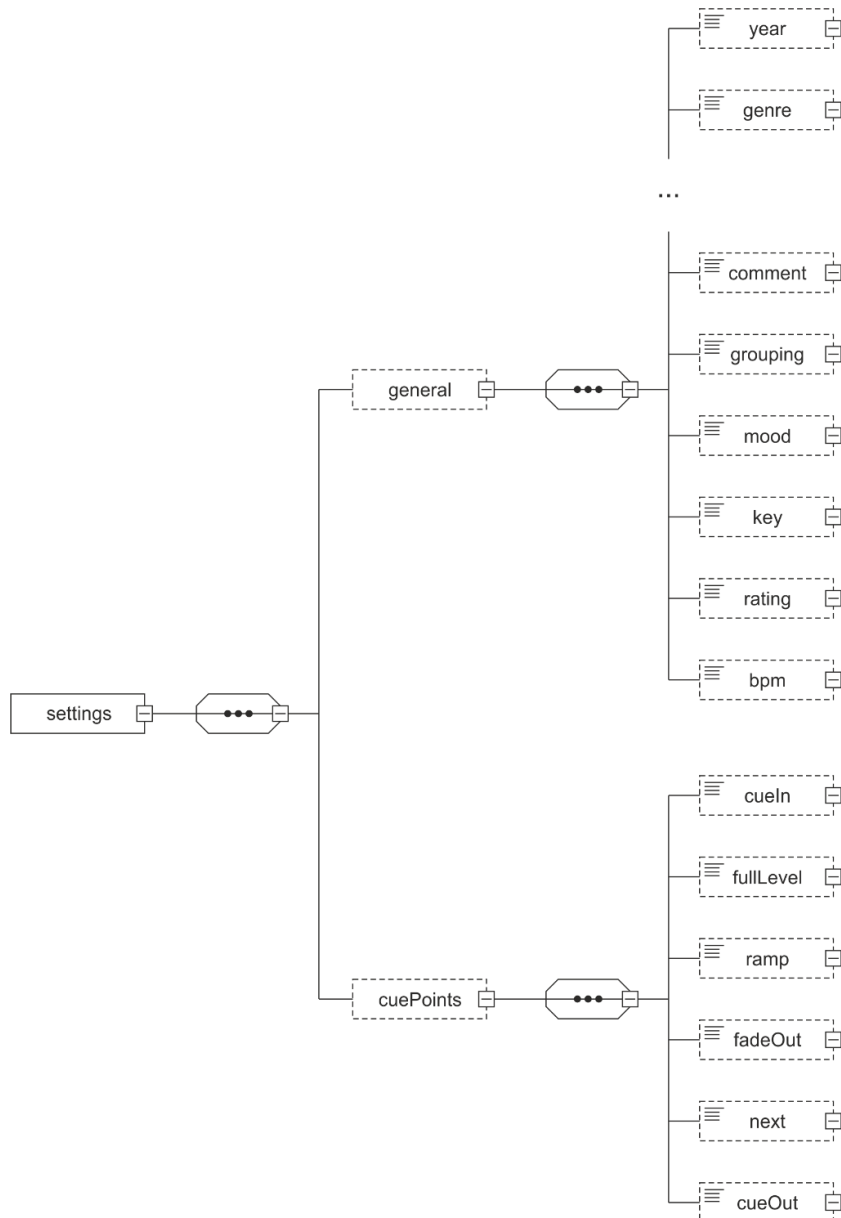 year
genre
...
comment
grouping
general
mood
key
rating
bpm
settings
cueIn
fullLevel
ramp
cuePoints
fadeOut
next
cueOut